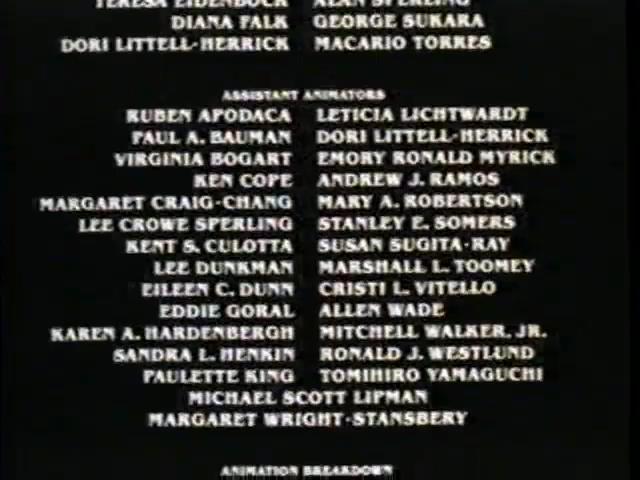 TERESA EIDENBOCK ALAN SPERLING
DIANA FALK GEORGE SUKARA
DORI LITTELL-HERRICK MACARIO TORRES
ASSISTANT ANIMATORS
RUBEN APODACA LETICIA LICHTWARDT
PAUL A. BAUMAN DORI LITTELL-HERRICK
VIRGINIA BOGART EMORY RONALD MYRICK
KEN COPE ANDREW J. RAMOS
MARGARET CRAIG-CHANG MARY A. ROBERTSON
LEE CROWE SPERLING STANLEY E. SOMERS
KENT S. CULOTTA SUSAN SUGITA-RAY
LEE DUNKMAN MARSHALL L. TOOMEY
EILEEN C. DUNN CRISTI L. VITELLO
EDDIE GORAL ALLEN WADE
KAREN A. HARDENBERGH MITCHELL WALKER, JR.
SANDRA L. HENKIN RONALD J. WESTLUND
PAULETTE KING TOMIHIRO YAMAGUCHI
MICHAEL SCOTT LIPMAN
MARGARET WRIGHT-STANSBERY
ANIMATION BREAKDOWN